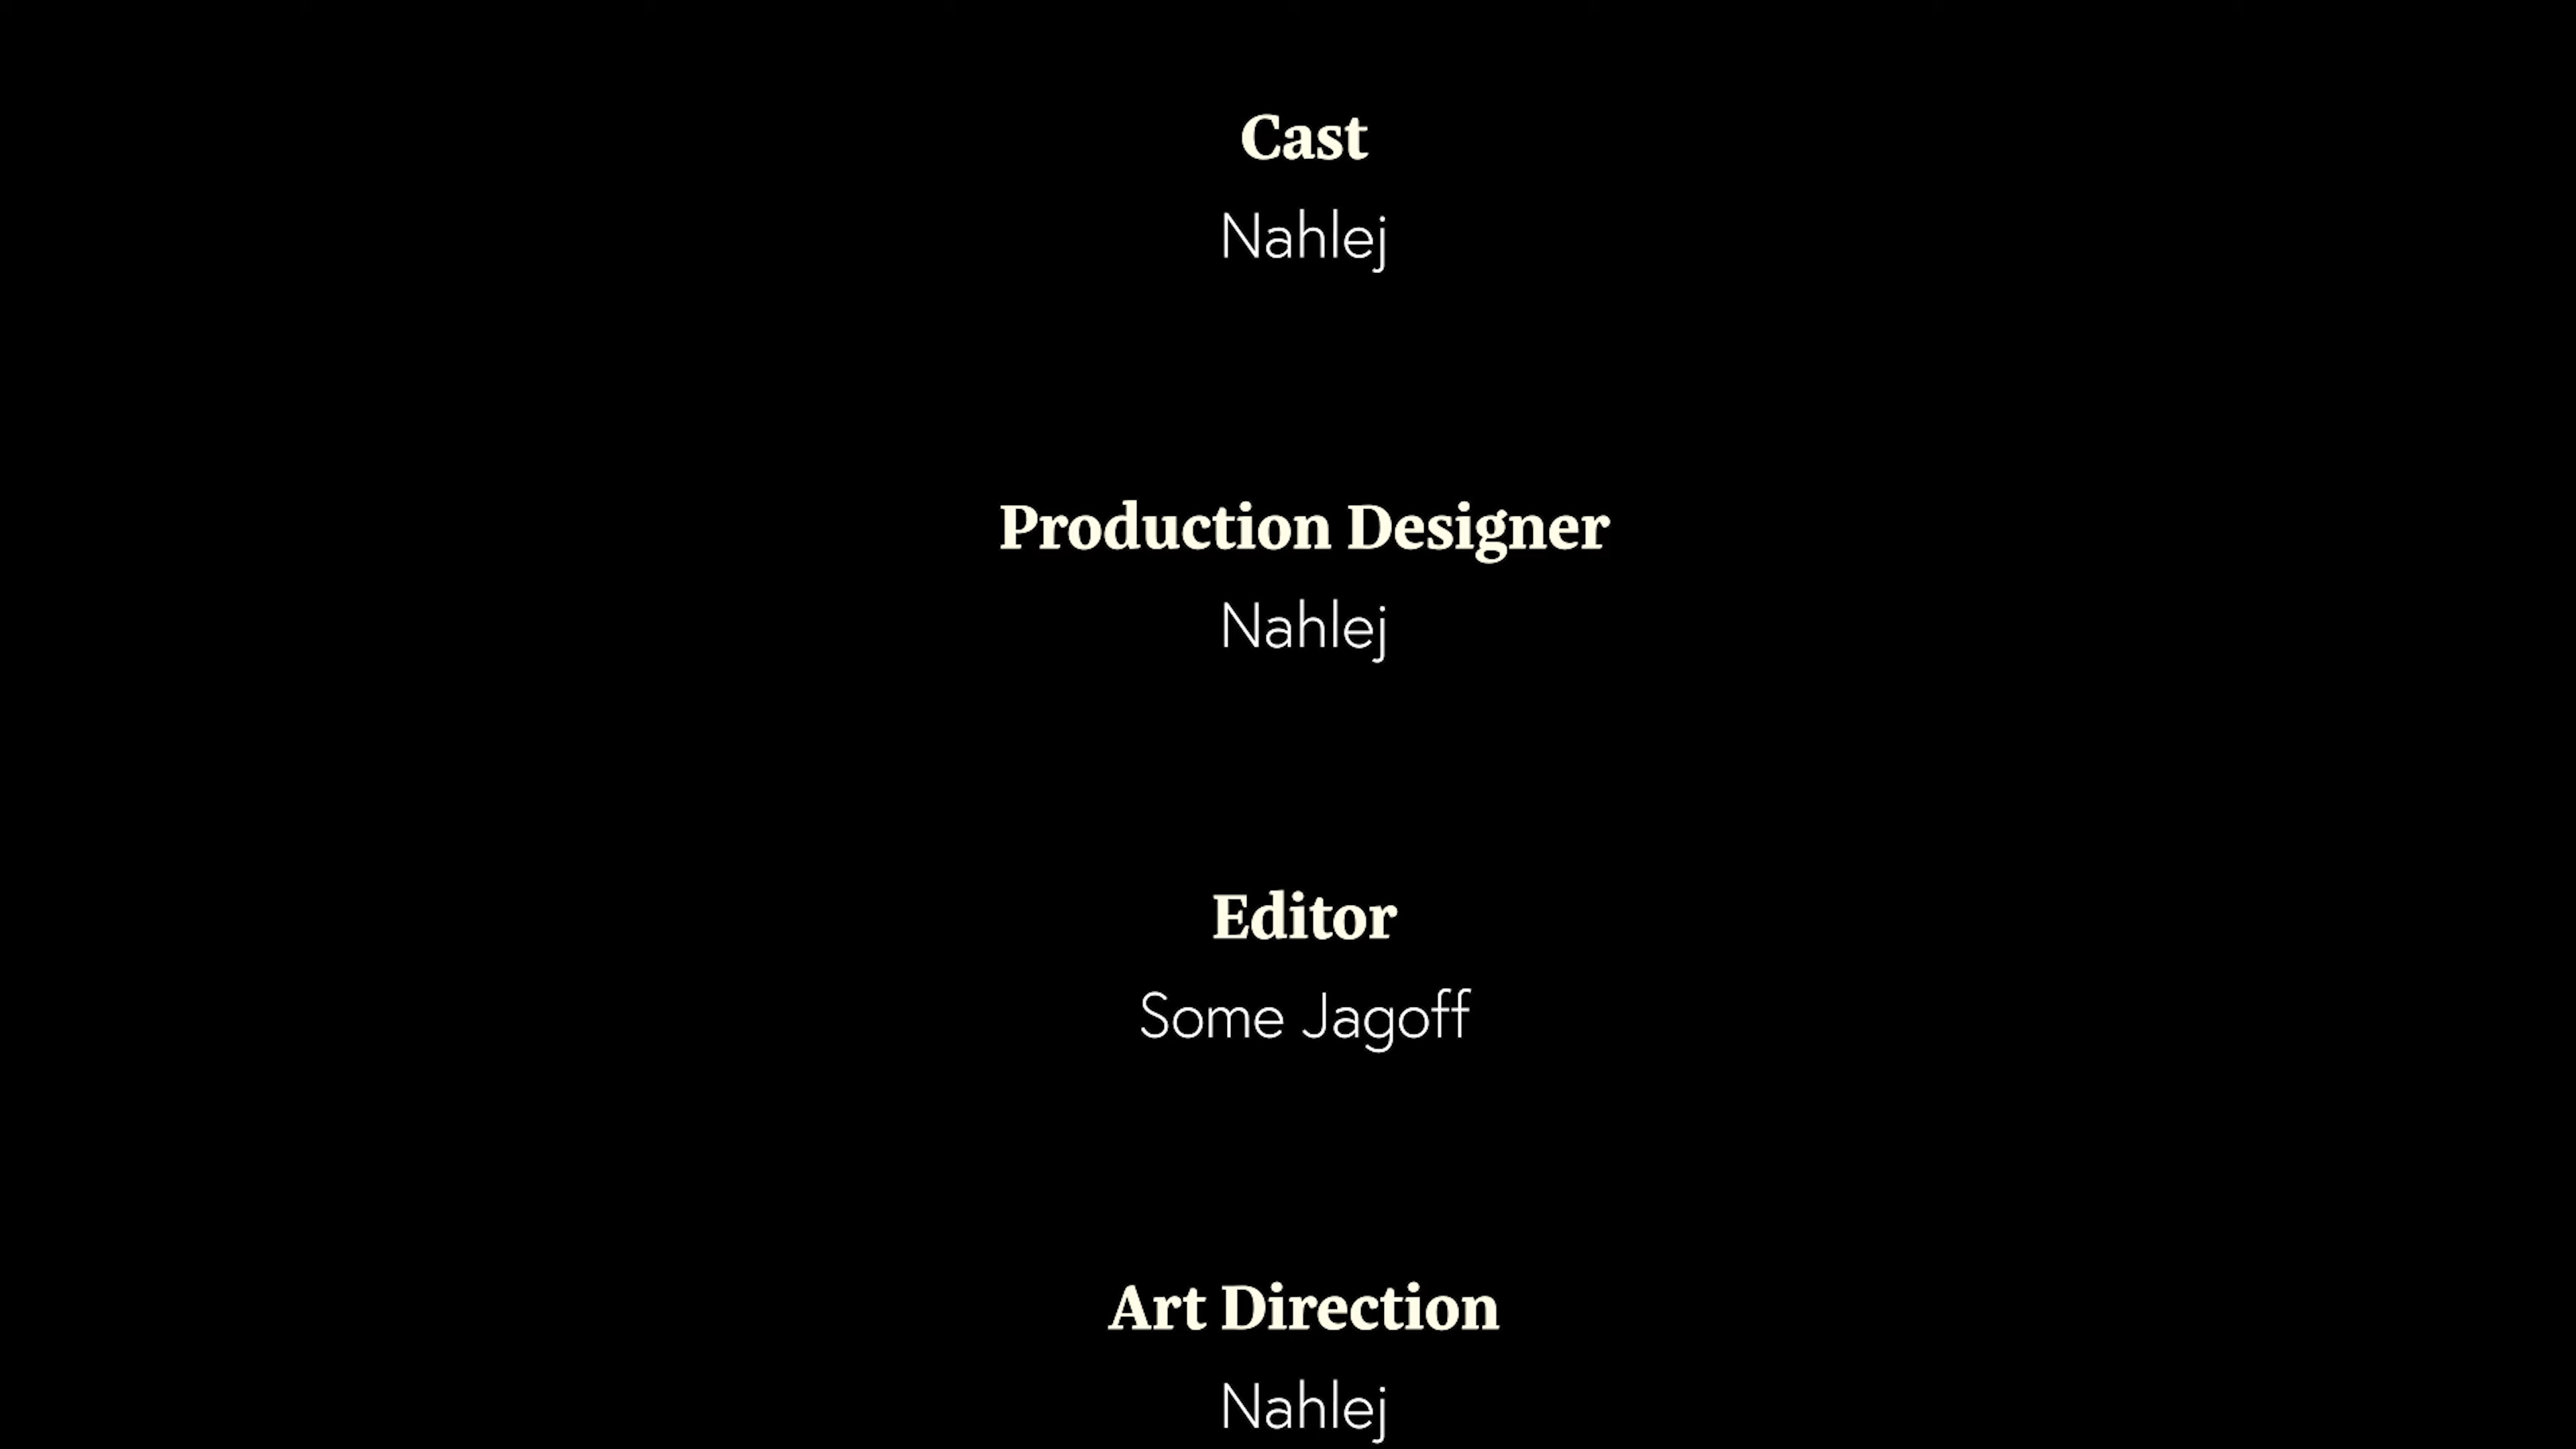 Cast
Nahlej
Production Designer
Nahlej
Editor
Some Jagoff
Art Direction
Nahlej